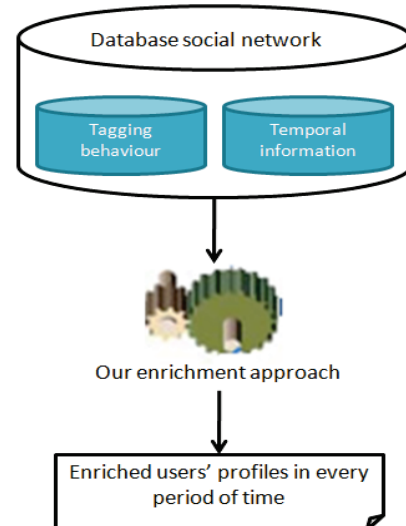 Database social network
Tagging
behaviour
Temporal
information
Our enrichment approach
Enriched users’ profiles in every
period of time